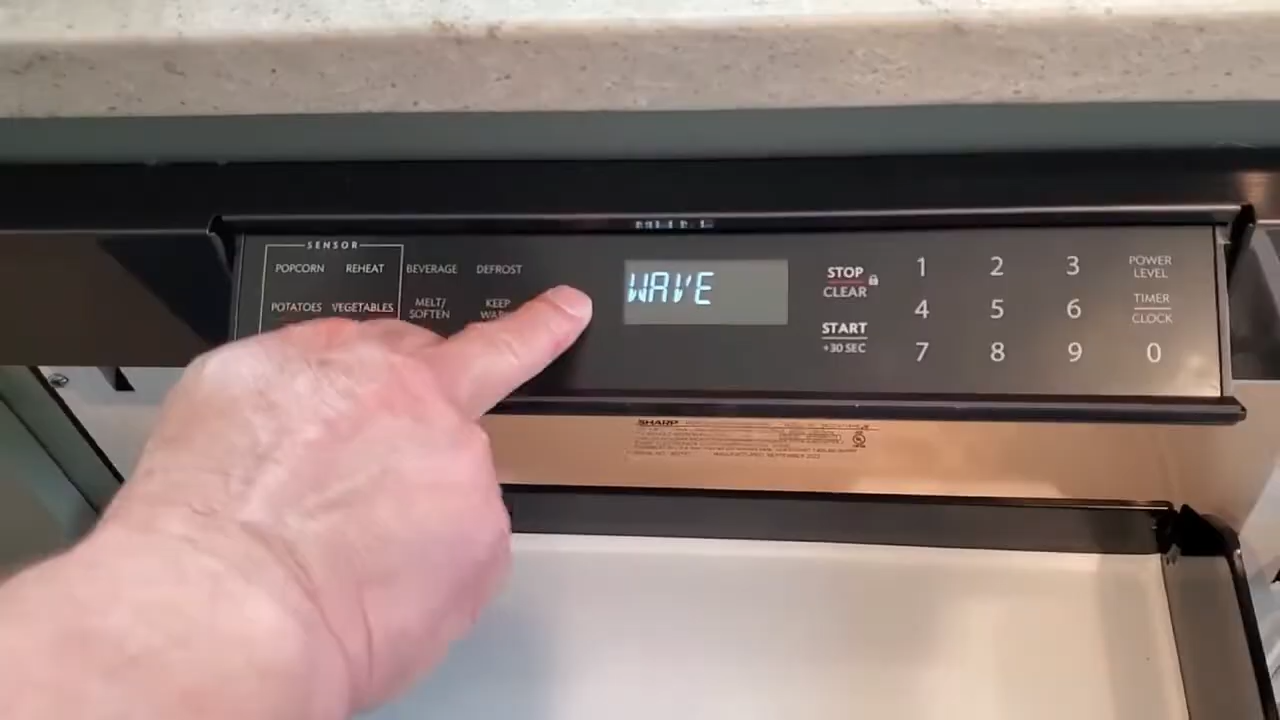 SENSOR
POPCORN REHEAT BEVERAGE DEFROST
POTATOES VEGETABLES MELT/
SOFTEN
KEEP
WAVE
STOP
CLEAR
START
+30 SEC
1 2 3
4 5 6
7 8 9
POWER
LEVEL
TIMER
CLOCK
0
SHARP